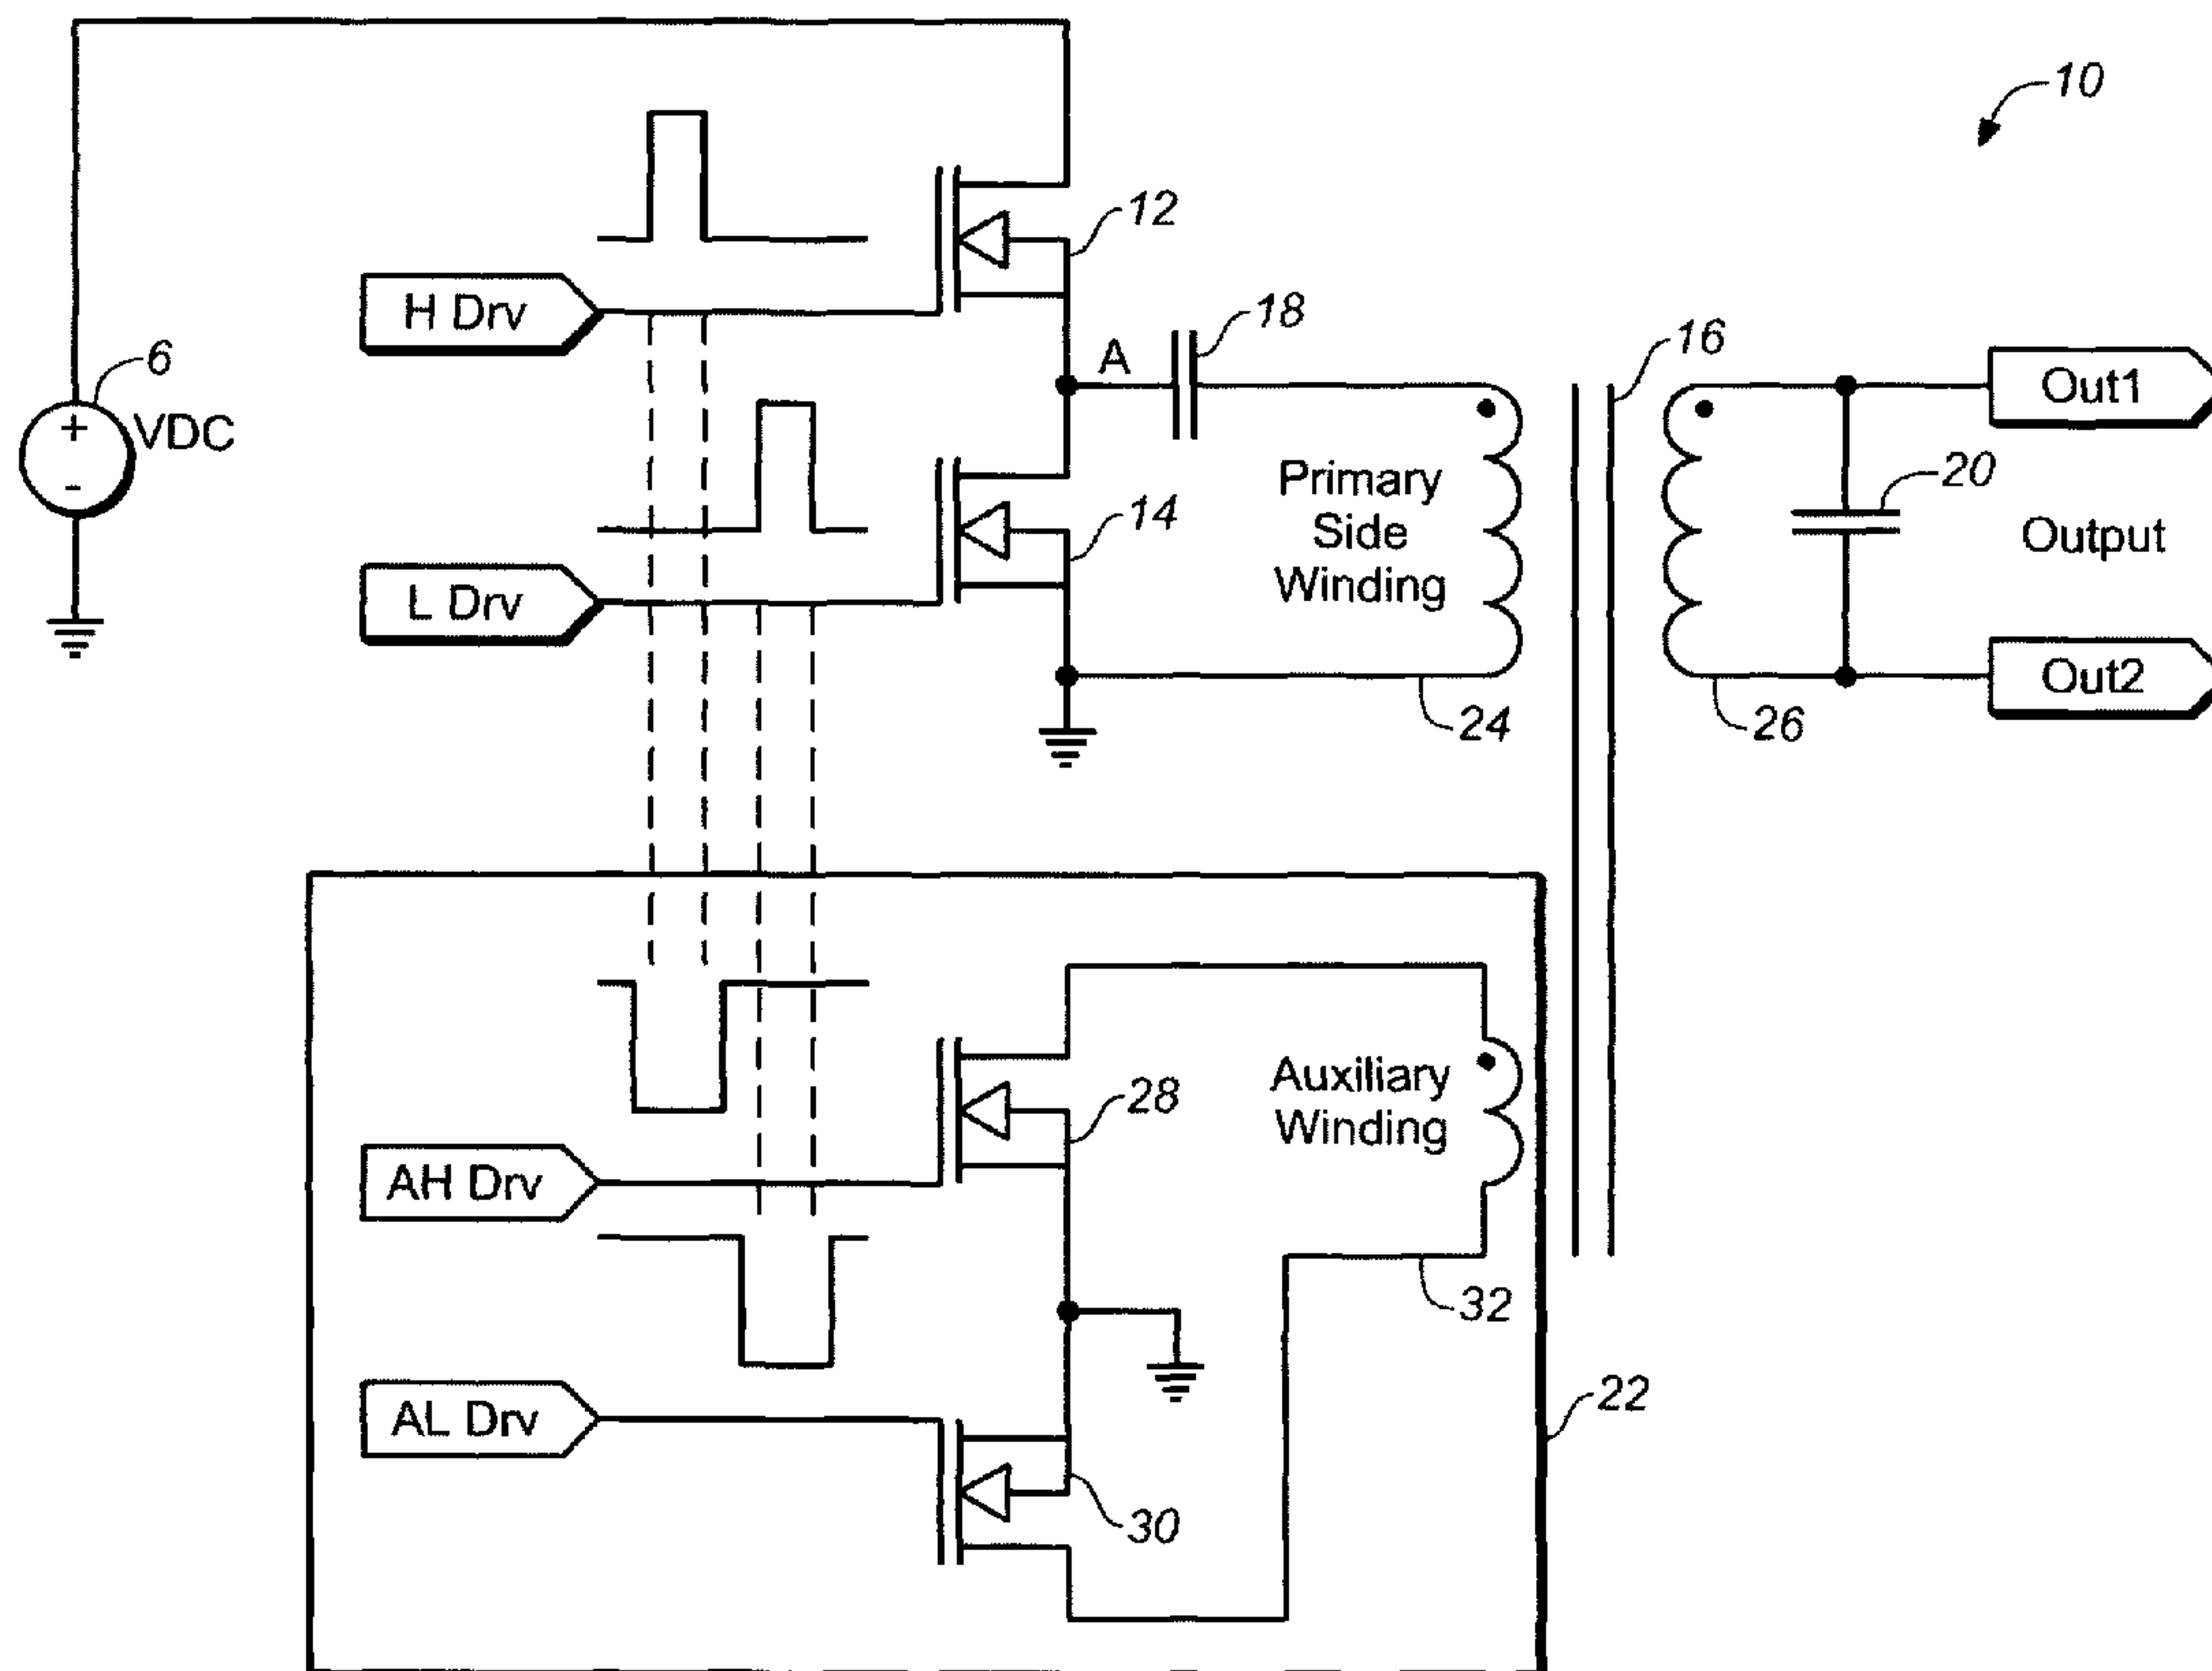 10
12
H Drv
18
A
16
6
+
VDC
-
Out1
Primary
Side
Winding
20
Output
14
L Drv
Out2
24
26
Auxiliary
Winding
28
AH Drv
32
22
AL Drv
30